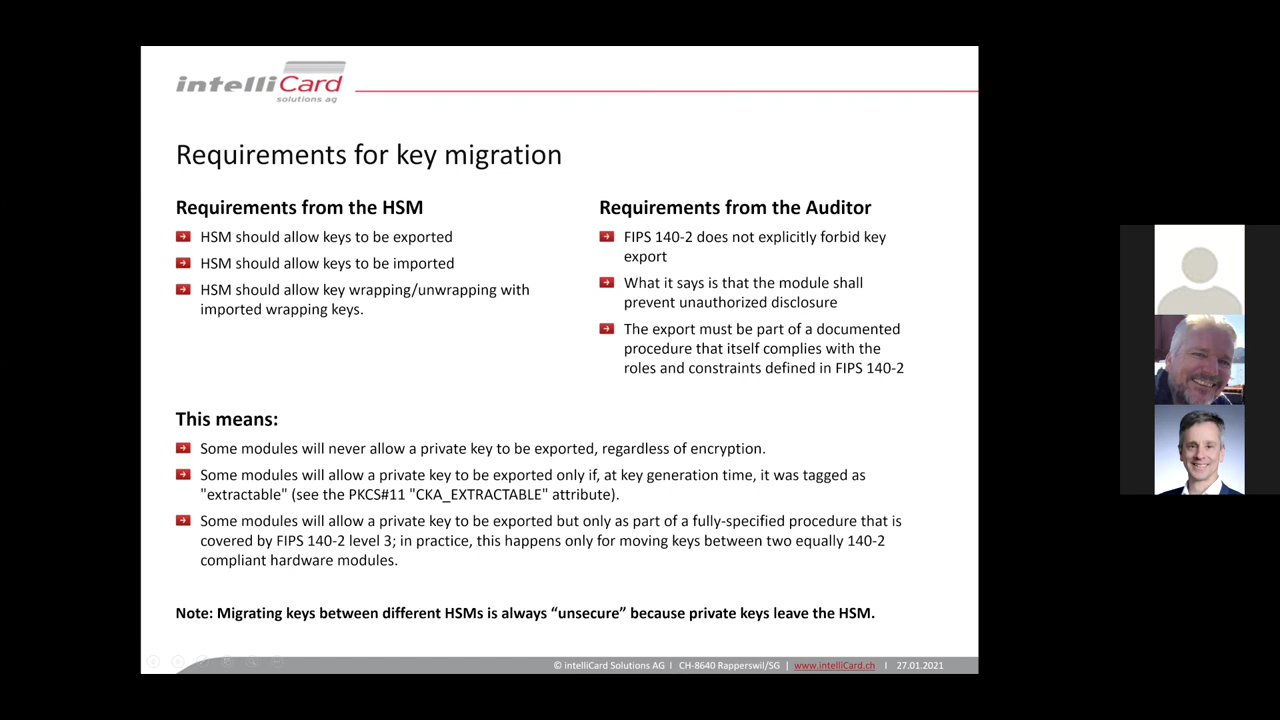 intelliCard
solutions ag
Requirements for key migration
Requirements from the HSM
HSM should allow keys to be exported
HSM should allow keys to be imported
HSM should allow key wrapping/unwrapping with
imported wrapping keys.
Requirements from the Auditor
FIPS 140-2 does not explicitly forbid key
export
What it says is that the module shall
prevent unauthorized disclosure
The export must be part of a documented
procedure that itself complies with the
roles and constraints defined in FIPS 140-2
This means:
Some modules will never allow a private key to be exported, regardless of encryption.
Some modules will allow a private key to be exported only if, at key generation time, it was tagged as
"extractable" (see the PKCS#11 "CKA_EXTRACTABLE" attribute).
Some modules will allow a private key to be exported but only as part of a fully-specified procedure that is
covered by FIPS 140-2 level 3; in practice, this happens only for moving keys between two equally 140-2
compliant hardware modules.
Note: Migrating keys between different HSMs is always “unsecure” because private keys leave the HSM.
© intelliCard Solutions AG I CH-8640 Rapperswil/SG | www.intelliCard.ch I 27.01.2021